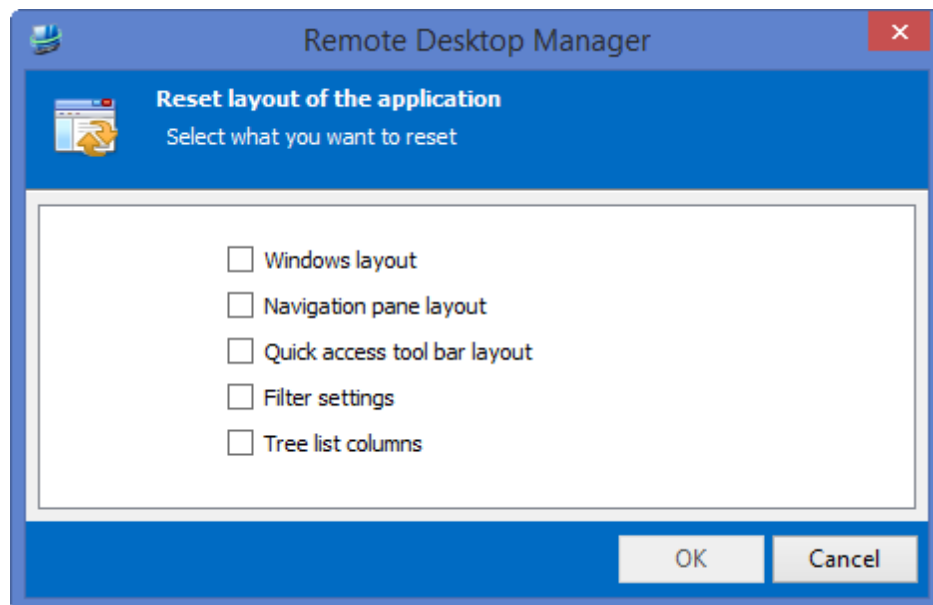 Remote Desktop Manager
Reset layout of the application
Select what you want to reset
Windows layout
Navigation pane layout
Quick access tool bar layout
Filter settings
Tree list columns
OK
Cancel